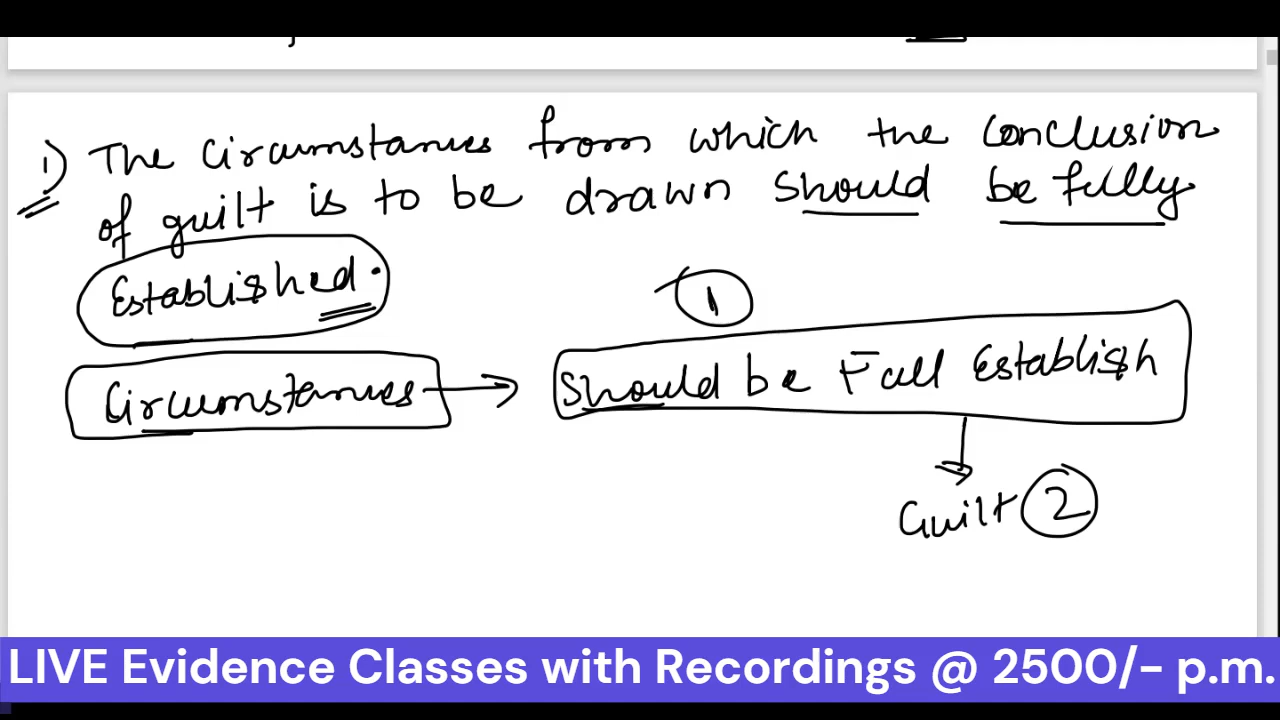 1) The Circumstances from which the Conclusion
of guilt is to be drawn should be fully
Established.
1
Circumstances → Should be Full Establish
Guilt 2
LIVE Evidence Classes with Recordings @ 2500/- p.m.